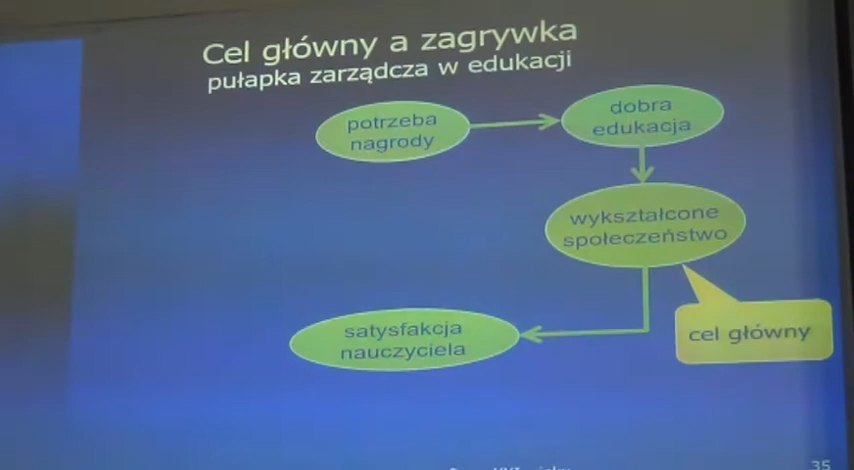 Cel główny a zagrywka
pułapka zarządcza w edukacji
potrzeba
nagrody
dobra
edukacja
wykształcone
społeczeństwo
cel główny
satysfakcja
nauczyciela
35